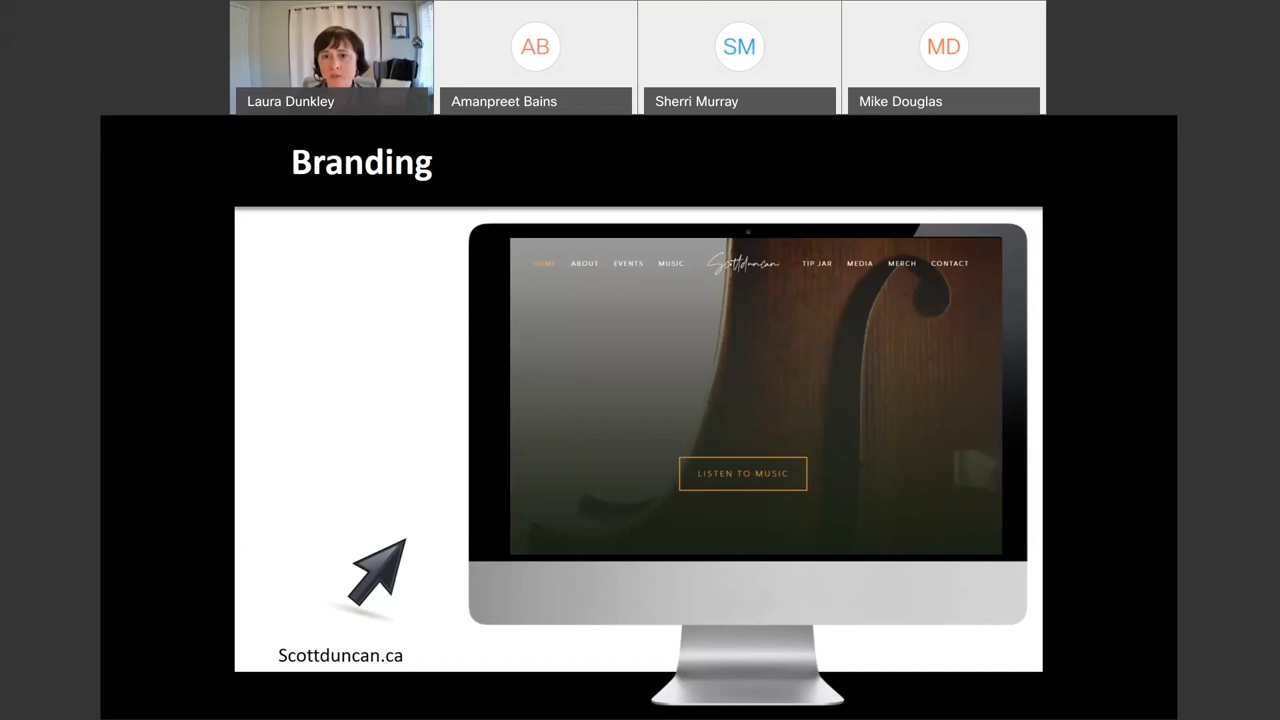 AB
SM
MD
Laura Dunkley
Amanpreet Bains
Sherri Murray
Mike Douglas
Branding
HOME ABOUT EVENTS MUSIC Scottduncan TIP JAR MEDIA MERCH CONTACT
LISTEN TO MUSIC
Scottduncan.ca